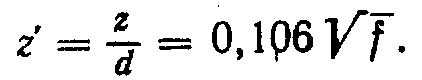 z' = z/d = 0,106 √f.